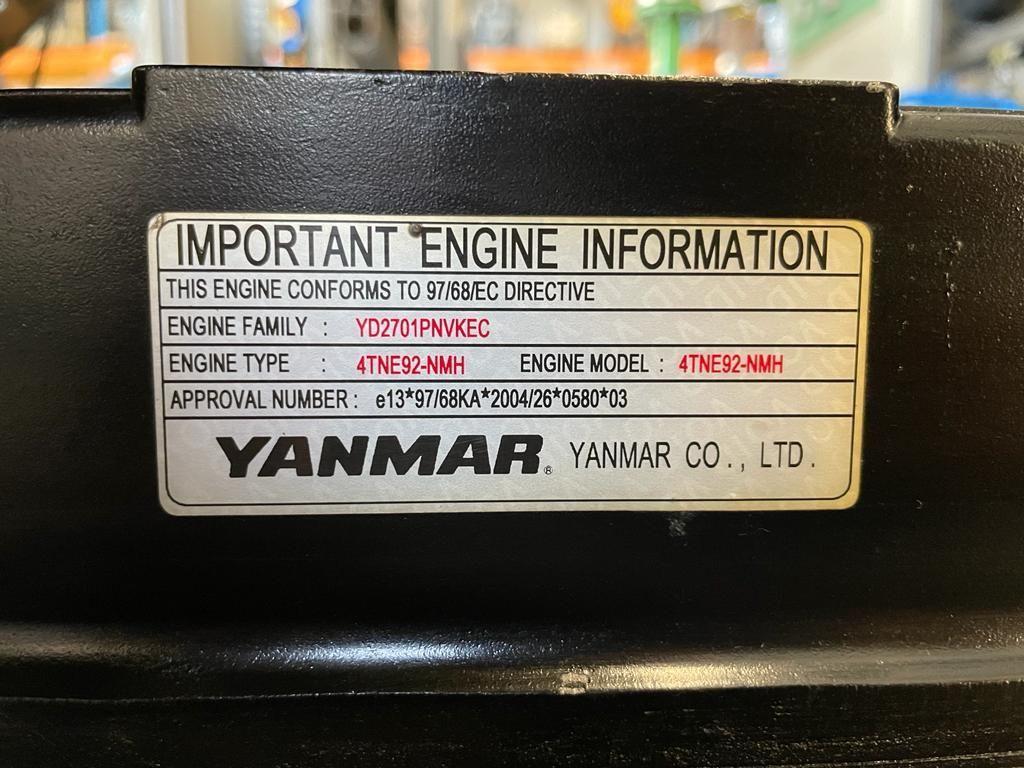 IMPORTANT ENGINE INFORMATION
THIS ENGINE CONFORMS TO 97/68/EC DIRECTIVE
ENGINE FAMILY : YD2701PNVKEC
ENGINE TYPE : 4TNE92-NMH ENGINE MODEL : 4TNE92-NMH
APPROVAL NUMBER : e13*97/68KA*2004/26*0580*03
YANMAR® YANMAR CO., LTD.